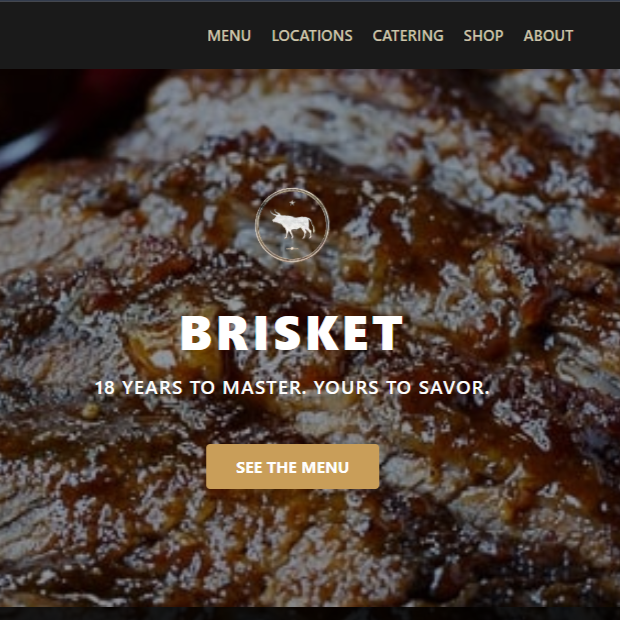 MENU LOCATIONS CATERING SHOP ABOUT
BRISKET
18 YEARS TO MASTER. YOURS TO SAVOR.
SEE THE MENU